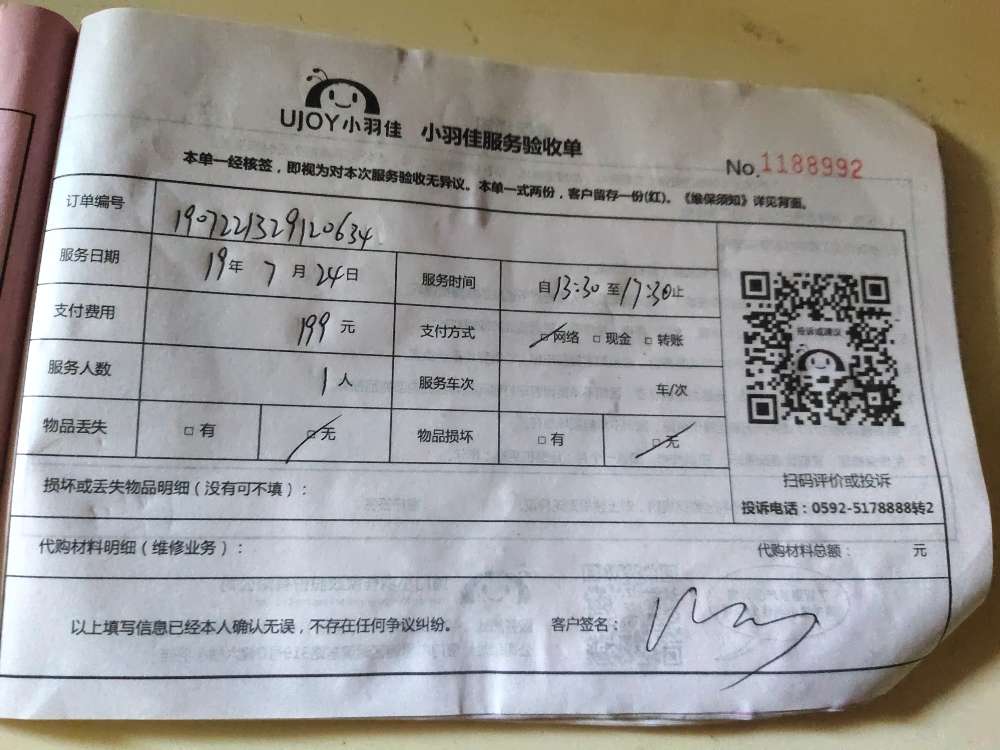 UJOY小羽佳 小羽佳服务验收单
No.1188992
本单一经核签，即视为对本次服务验收无异议。本单一式两份，客户留存一份(红)。《维保须知》详见背面。
订单编号 1907221329120634
服务日期 19年7月24日 服务时间 自13:30至17:30止
支付费用 199元 支付方式 □网络 □现金 □转账
服务人数 1人 服务车次 车/次
物品丢失 □有 □无 物品损坏 □有 □无
投诉或建议
扫码评价或投诉
投诉电话：0592-5178888转2
损坏或丢失物品明细（没有可不填）：
代购材料明细（维修业务）： 代购材料总额： 元
以上填写信息已经本人确认无误，不存在任何争议纠纷。 客户签名：